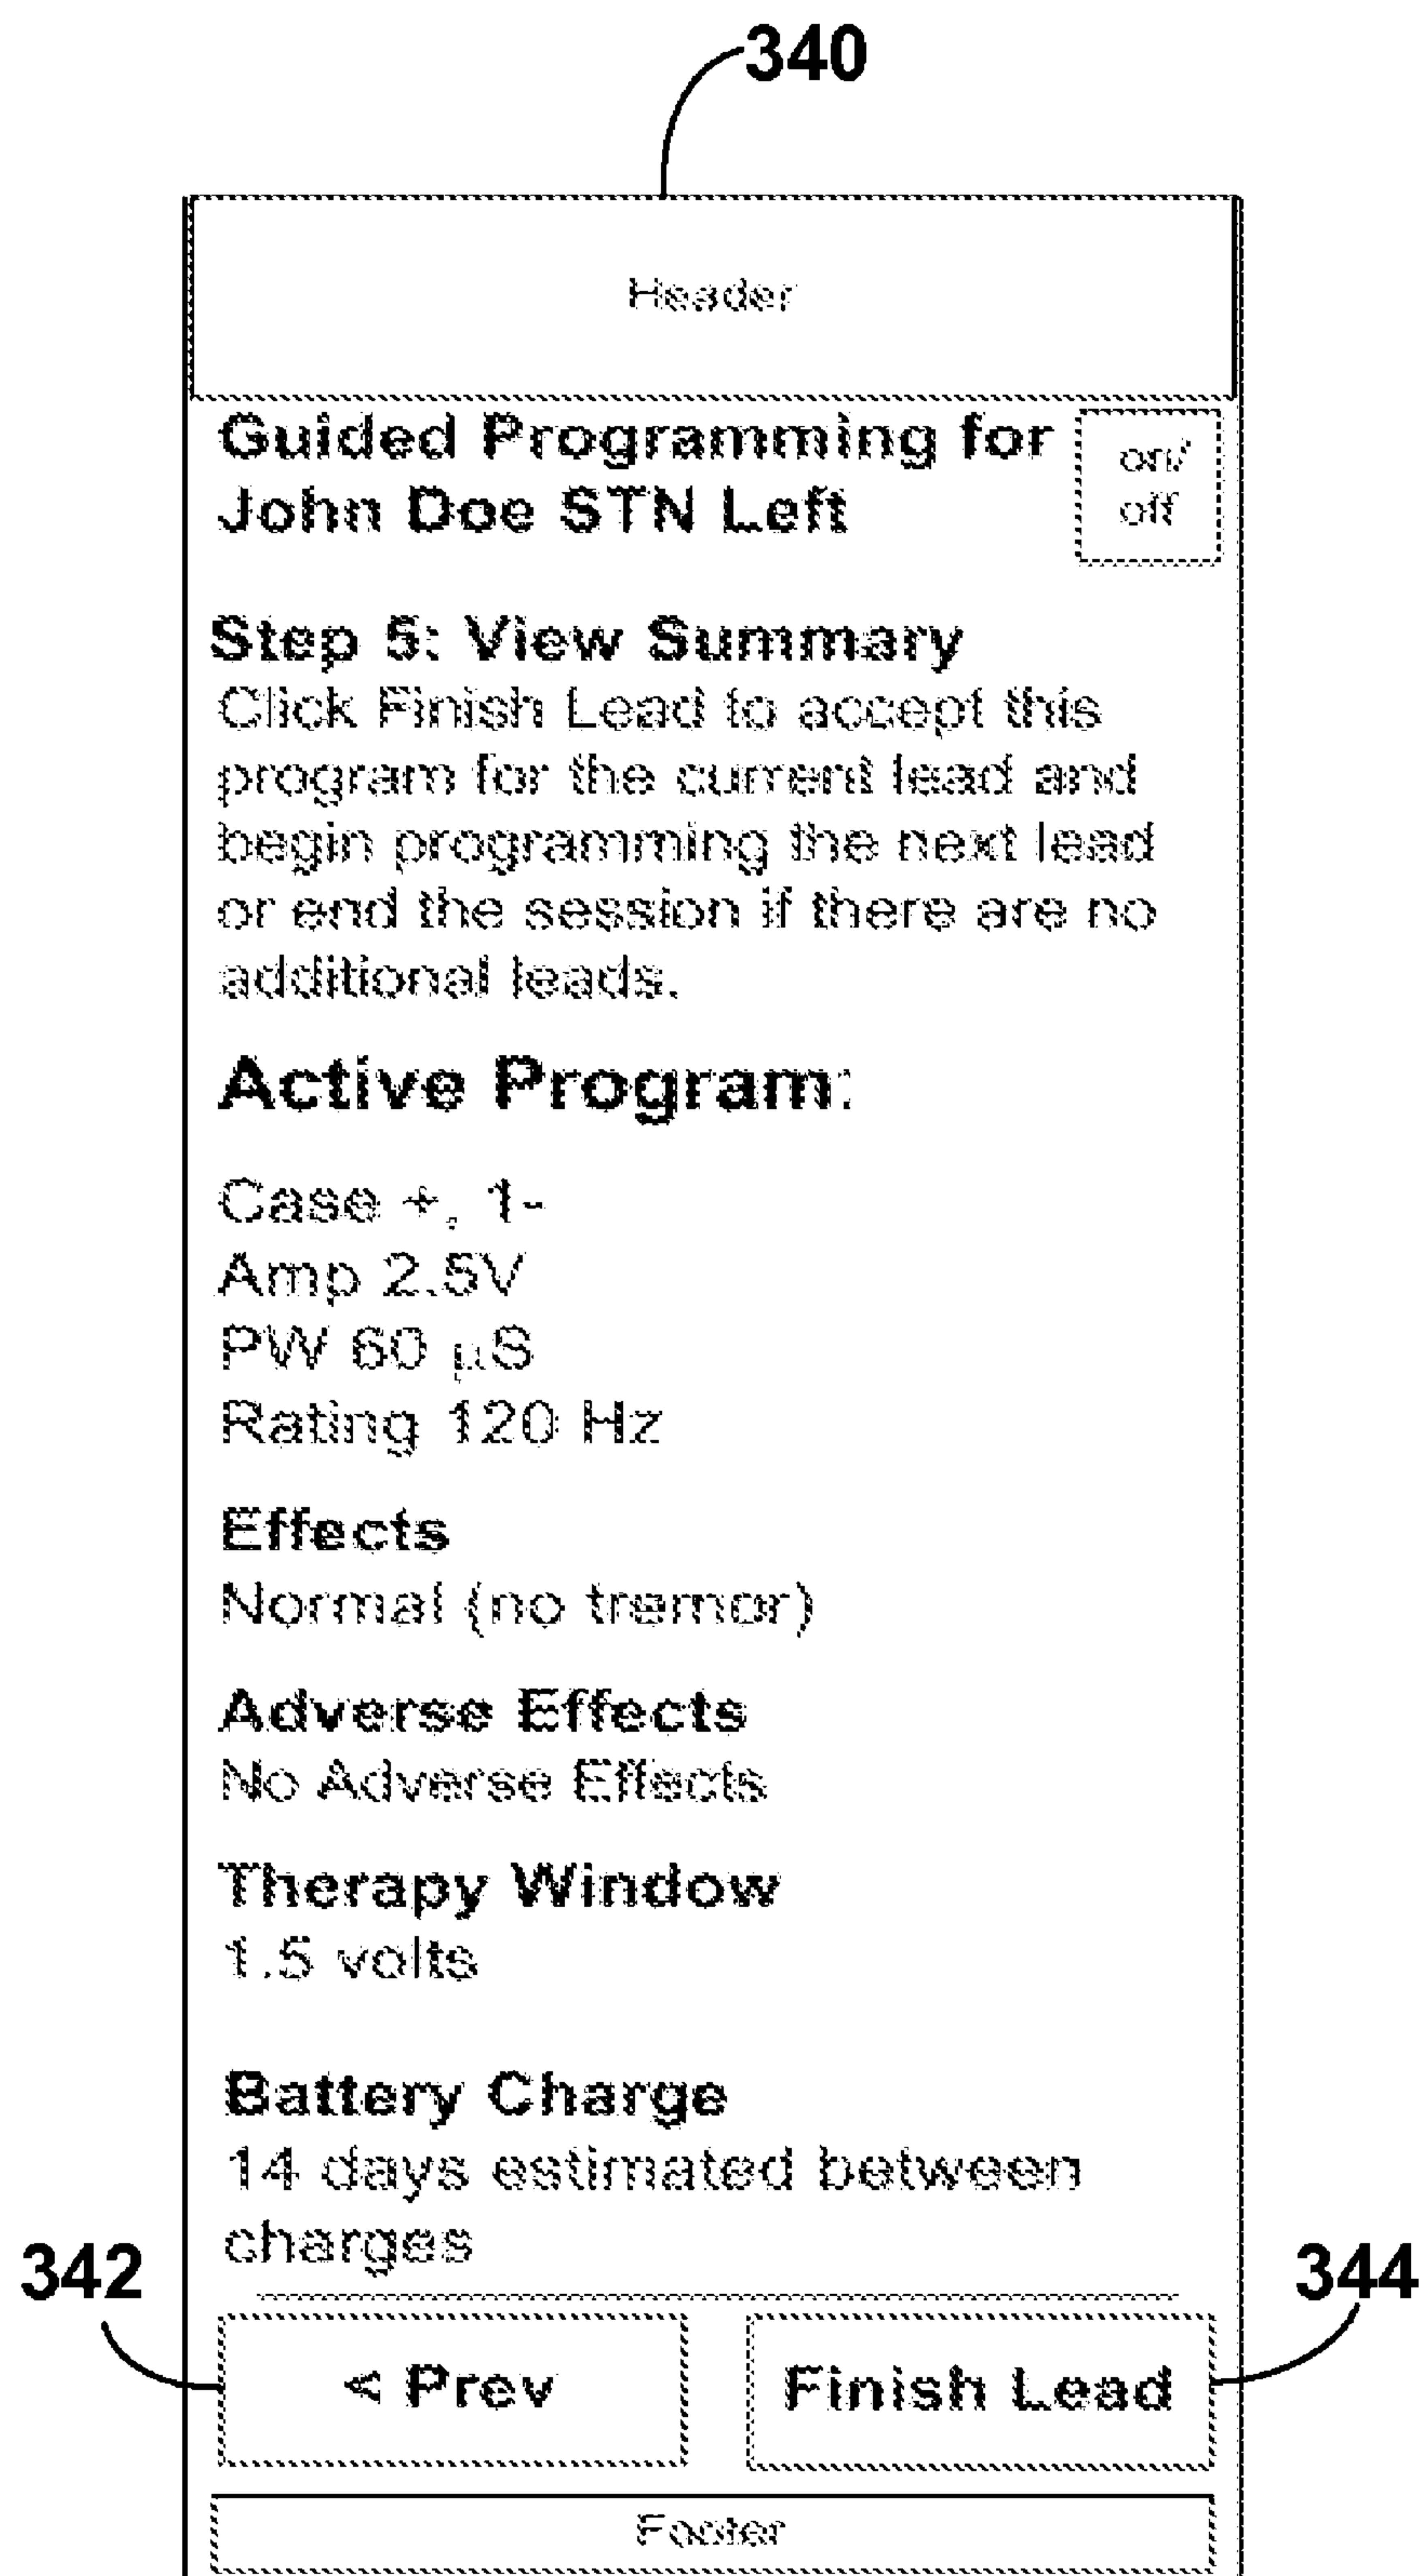 340
Header
Guided Programming for
John Doe STN Left
on/
off
Step 5: View Summary
Click Finish Lead to accept this
program for the current lead and
begin programming the next lead
or end the session if there are no
additional leads.
Active Program:
Case +, 1-
Amp 2.5V
PW 60 µS
Rating 120 Hz
Effects
Normal (no tremor)
Adverse Effects
No Adverse Effects
Therapy Window
1.5 volts
Battery Charge
14 days estimated between
charges
342
344
< Prev
Finish Lead
Footer